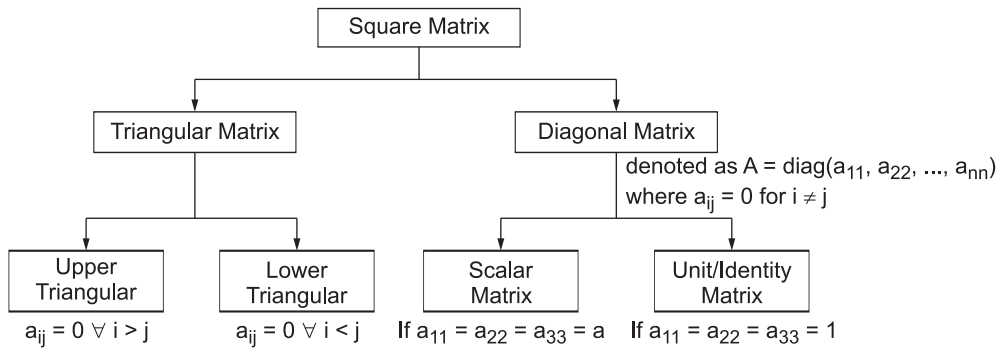 Square Matrix
Triangular Matrix
Diagonal Matrix
denoted as A = diag(a₁₁, a₂₂, ..., aₙₙ)
where aᵢⱼ = 0 for i ≠ j
Upper
Triangular
Lower
Triangular
Scalar
Matrix
Unit/Identity
Matrix
aᵢⱼ = 0 ∀ i > j
aᵢⱼ = 0 ∀ i < j
If a₁₁ = a₂₂ = a₃₃ = a
If a₁₁ = a₂₂ = a₃₃ = 1